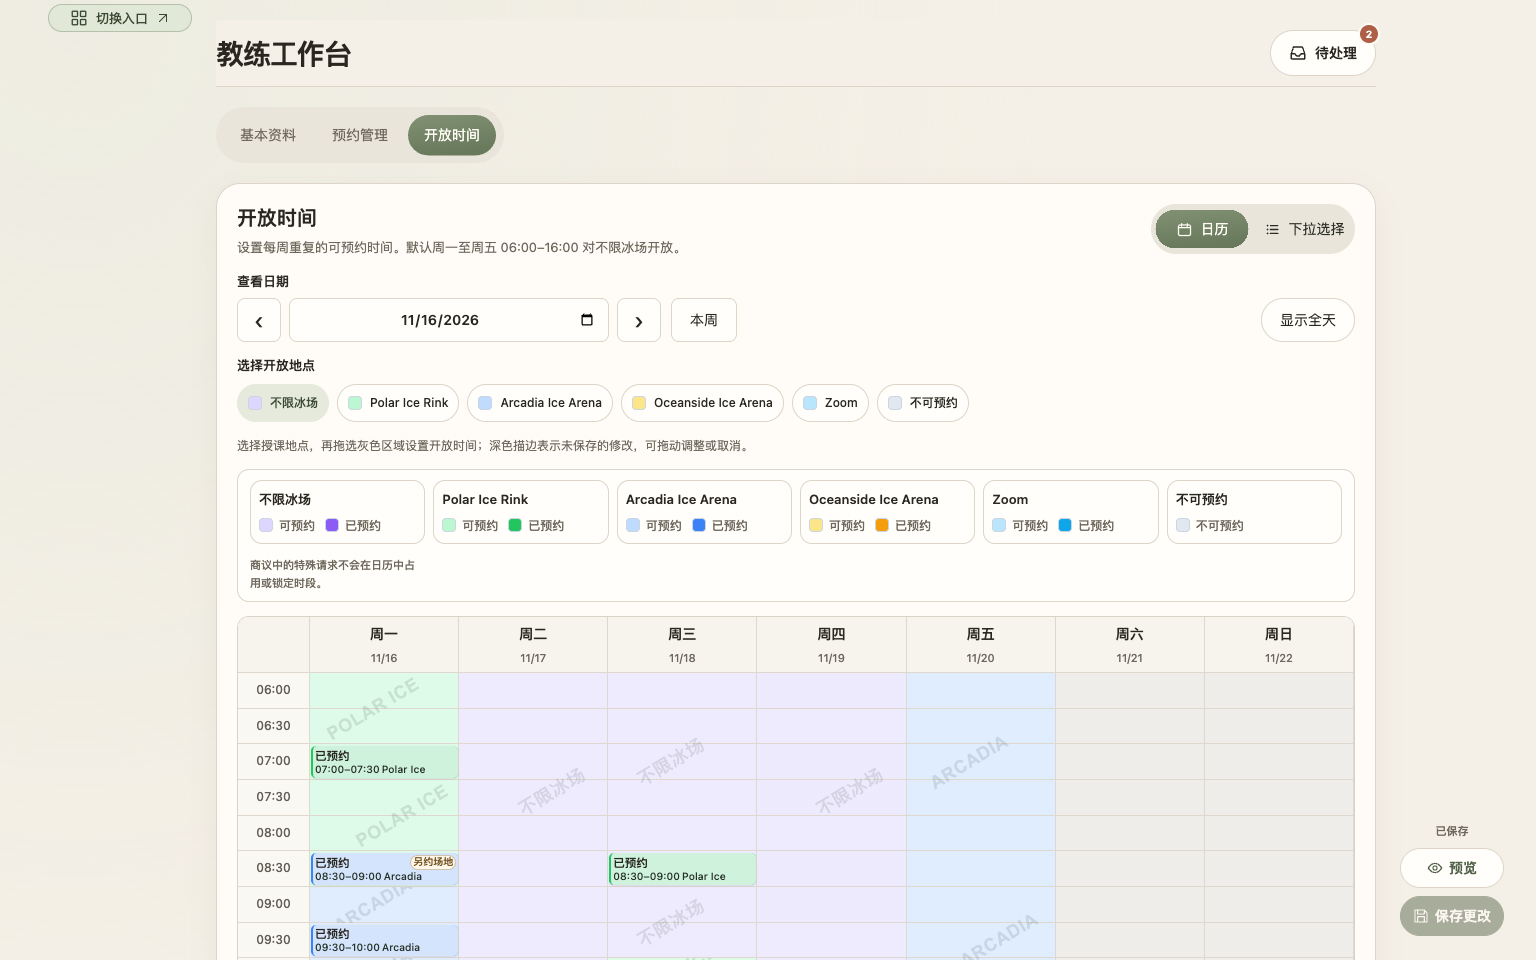 切换入口
教练工作台
待处理
2
基本资料
预约管理
开放时间
开放时间
设置每周重复的可预约时间。默认周一至周五 06:00–16:00 对不限冰场开放。
日历
下拉选择
查看日期
11/16/2026
本周
显示全天
选择开放地点
不限冰场
Polar Ice Rink
Arcadia Ice Arena
Oceanside Ice Arena
Zoom
不可预约
选择授课地点，再拖选灰色区域设置开放时间；深色描边表示未保存的修改，可拖动调整或取消。
不限冰场
可预约 已预约
Polar Ice Rink
可预约 已预约
Arcadia Ice Arena
可预约 已预约
Oceanside Ice Arena
可预约 已预约
Zoom
可预约 已预约
不可预约
不可预约
商议中的特殊请求不会在日历中占
用或锁定时段。
周一 周二 周三 周四 周五 周六 周日
11/16 11/17 11/18 11/19 11/20 11/21 11/22
06:00
POLAR ICE
06:30
07:00
已预约
07:00–07:30 Polar Ice
不限冰场
ARCADIA
07:30
POLAR ICE
不限冰场
不限冰场
08:00
08:30
已预约
另约场地
08:30–09:00 Arcadia
已预约
08:30–09:00 Polar Ice
09:00
ARCADIA
不限冰场
09:30
已预约
09:30–10:00 Arcadia
ARCADIA
已保存
预览
保存更改